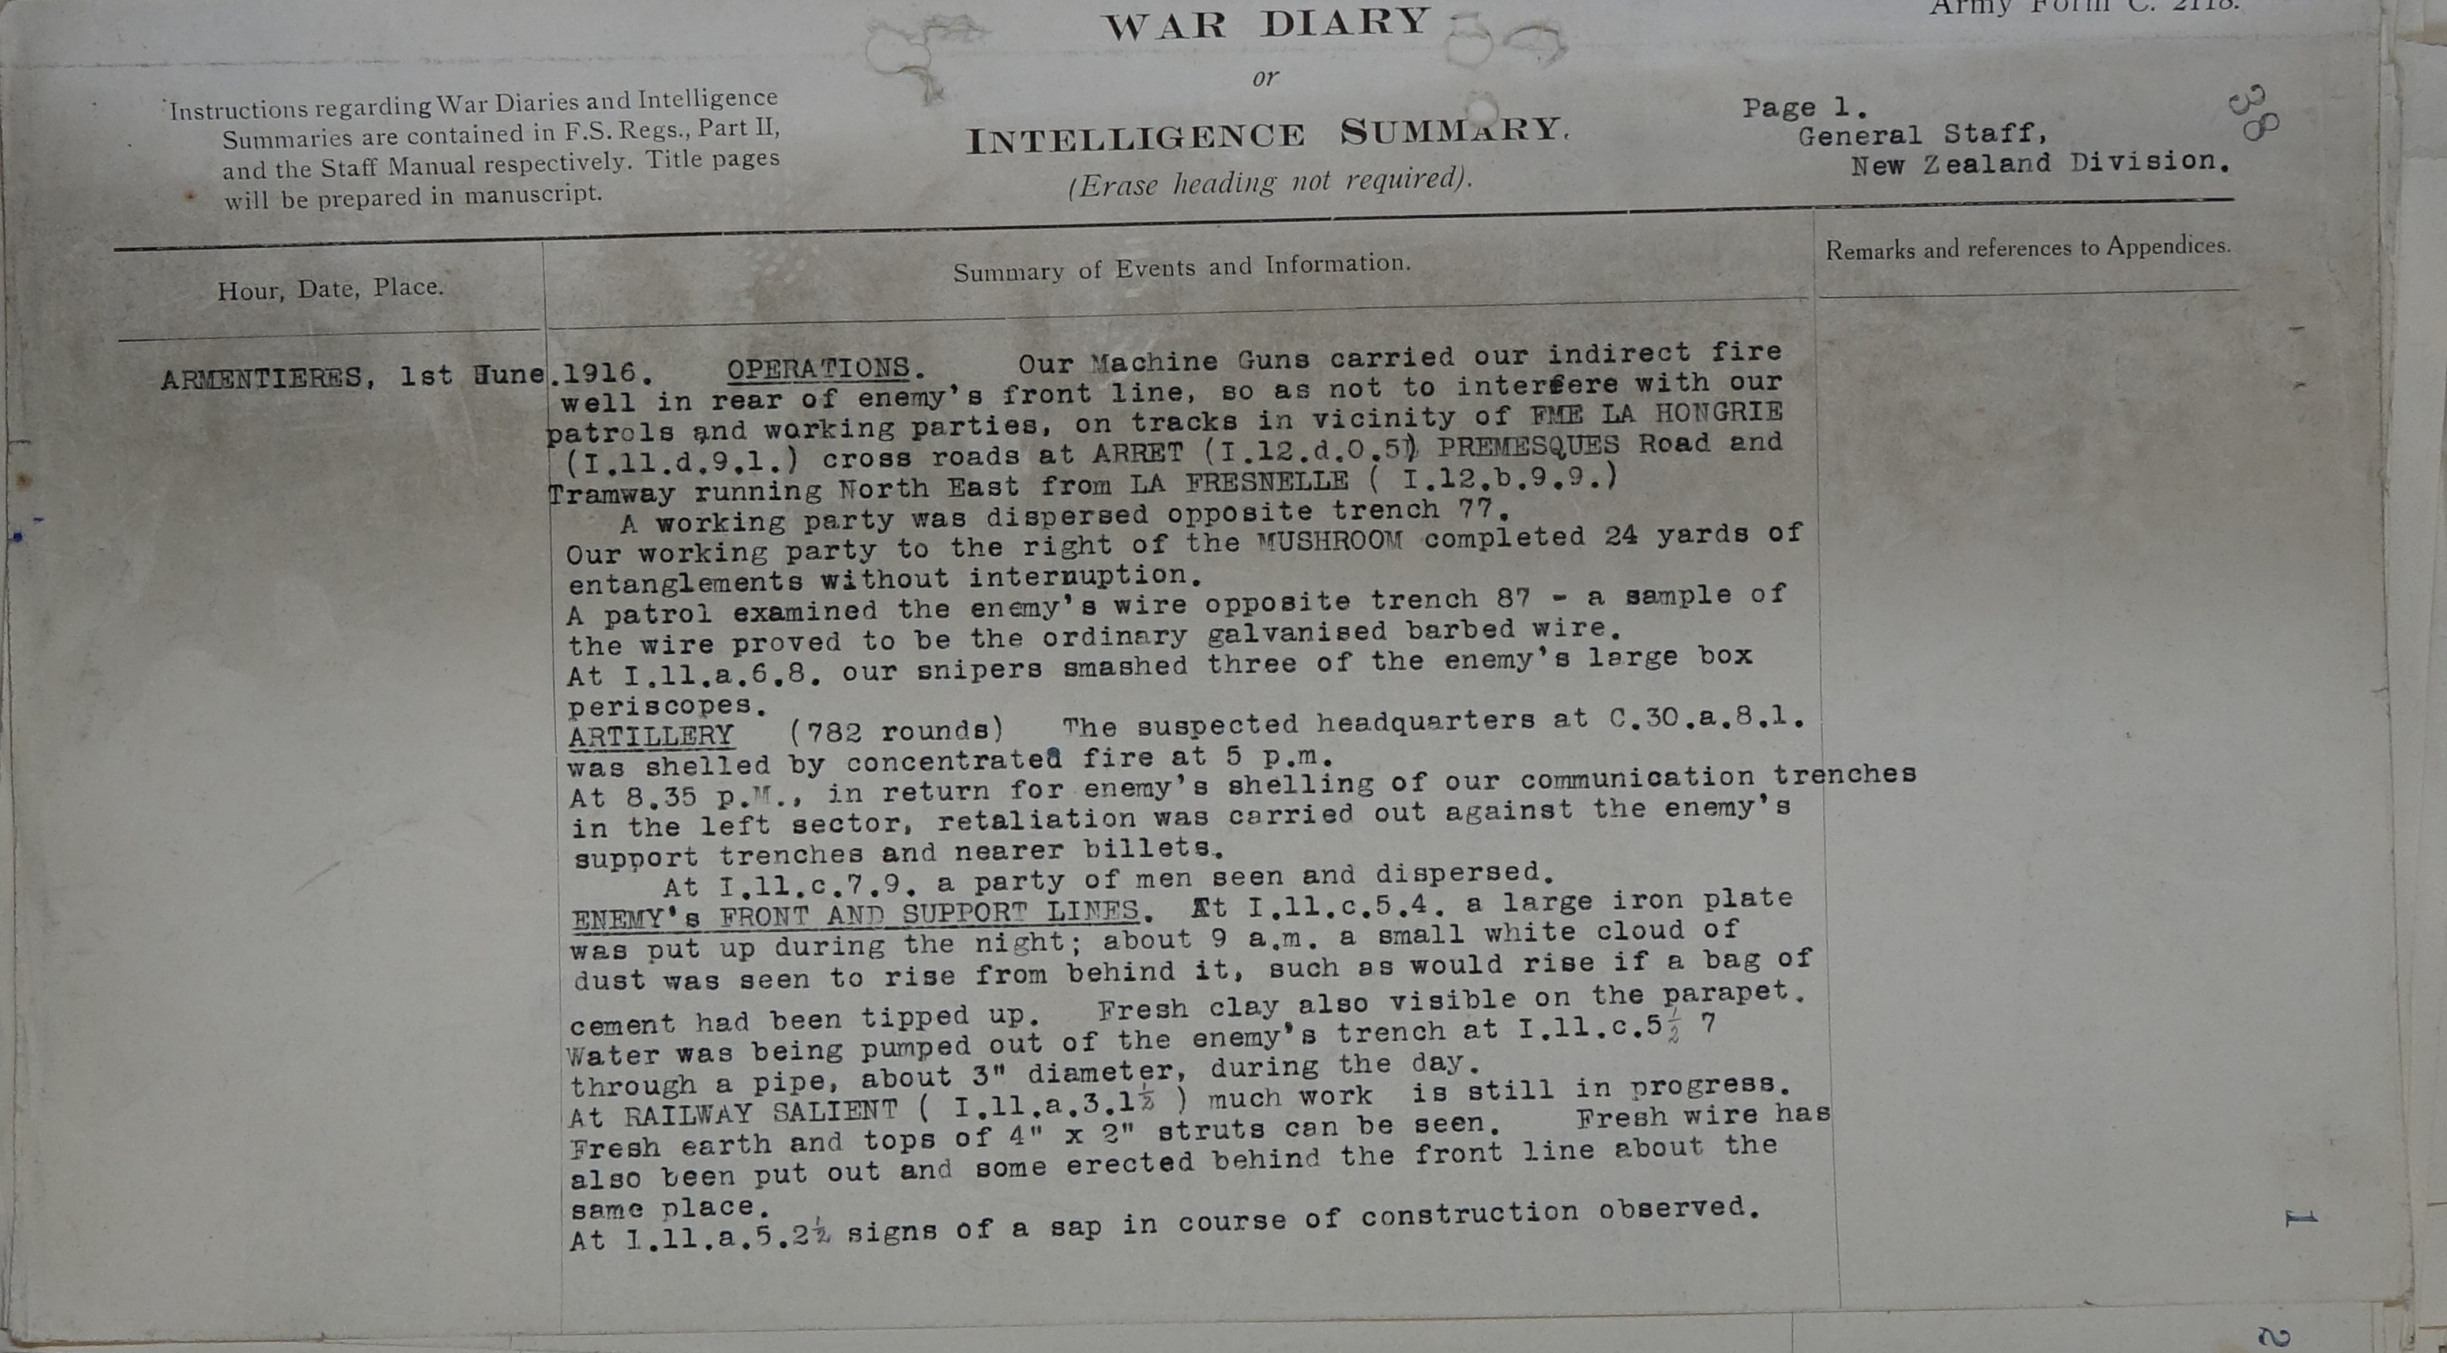 Army Form C. 2118.
WAR DIARY
or
INTELLIGENCE SUMMARY.
(Erase heading not required).
Instructions regarding War Diaries and Intelligence
Summaries are contained in F.S. Regs., Part II,
and the Staff Manual respectively. Title pages
will be prepared in manuscript.
Page 1.
General Staff,
New Zealand Division.
38
Hour, Date, Place.
Summary of Events and Information.
Remarks and references to Appendices.
ARMENTIERES, 1st June.1916. OPERATIONS. Our Machine Guns carried our indirect fire
well in rear of enemy's front line, so as not to interfere with our
patrols and working parties, on tracks in vicinity of FME LA HONGRIE
(I.11.d.9.1.) cross roads at ARRET (I.12.d.0.5) PREMESQUES Road and
Tramway running North East from LA FRESNELLE ( I.12.b.9.9.)
A working party was dispersed opposite trench 77.
Our working party to the right of the MUSHROOM completed 24 yards of
entanglements without interruption.
A patrol examined the enemy's wire opposite trench 87 - a sample of
the wire proved to be the ordinary galvanised barbed wire.
At I.11.a.6.8. our snipers smashed three of the enemy's large box
periscopes.
ARTILLERY (782 rounds) The suspected headquarters at C.30.a.8.1.
was shelled by concentrated fire at 5 p.m.
At 8.35 p.M., in return for enemy's shelling of our communication trenches
in the left sector, retaliation was carried out against the enemy's
support trenches and nearer billets.
At I.11.c.7.9. a party of men seen and dispersed.
ENEMY's FRONT AND SUPPORT LINES. At I.11.c.5.4. a large iron plate
was put up during the night; about 9 a.m. a small white cloud of
dust was seen to rise from behind it, such as would rise if a bag of
cement had been tipped up. Fresh clay also visible on the parapet.
Water was being pumped out of the enemy's trench at I.11.c.5½ 7
through a pipe, about 3" diameter, during the day.
At RAILWAY SALIENT ( I.11.a.3.1½ ) much work is still in progress.
Fresh earth and tops of 4" x 2" struts can be seen. Fresh wire has
also been put out and some erected behind the front line about the
same place.
At I.11.a.5.2½ signs of a sap in course of construction observed.
1
2